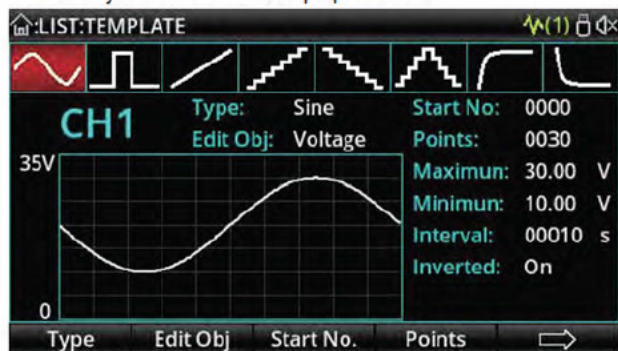 :LIST:TEMPLATE (1)
CH1
Type: Sine
Edit Obj: Voltage
Start No: 0000
Points: 0030
Maximun: 30.00 V
Minimun: 10.00 V
Interval: 00010 s
Inverted: On
35V
0
Type Edit Obj Start No. Points